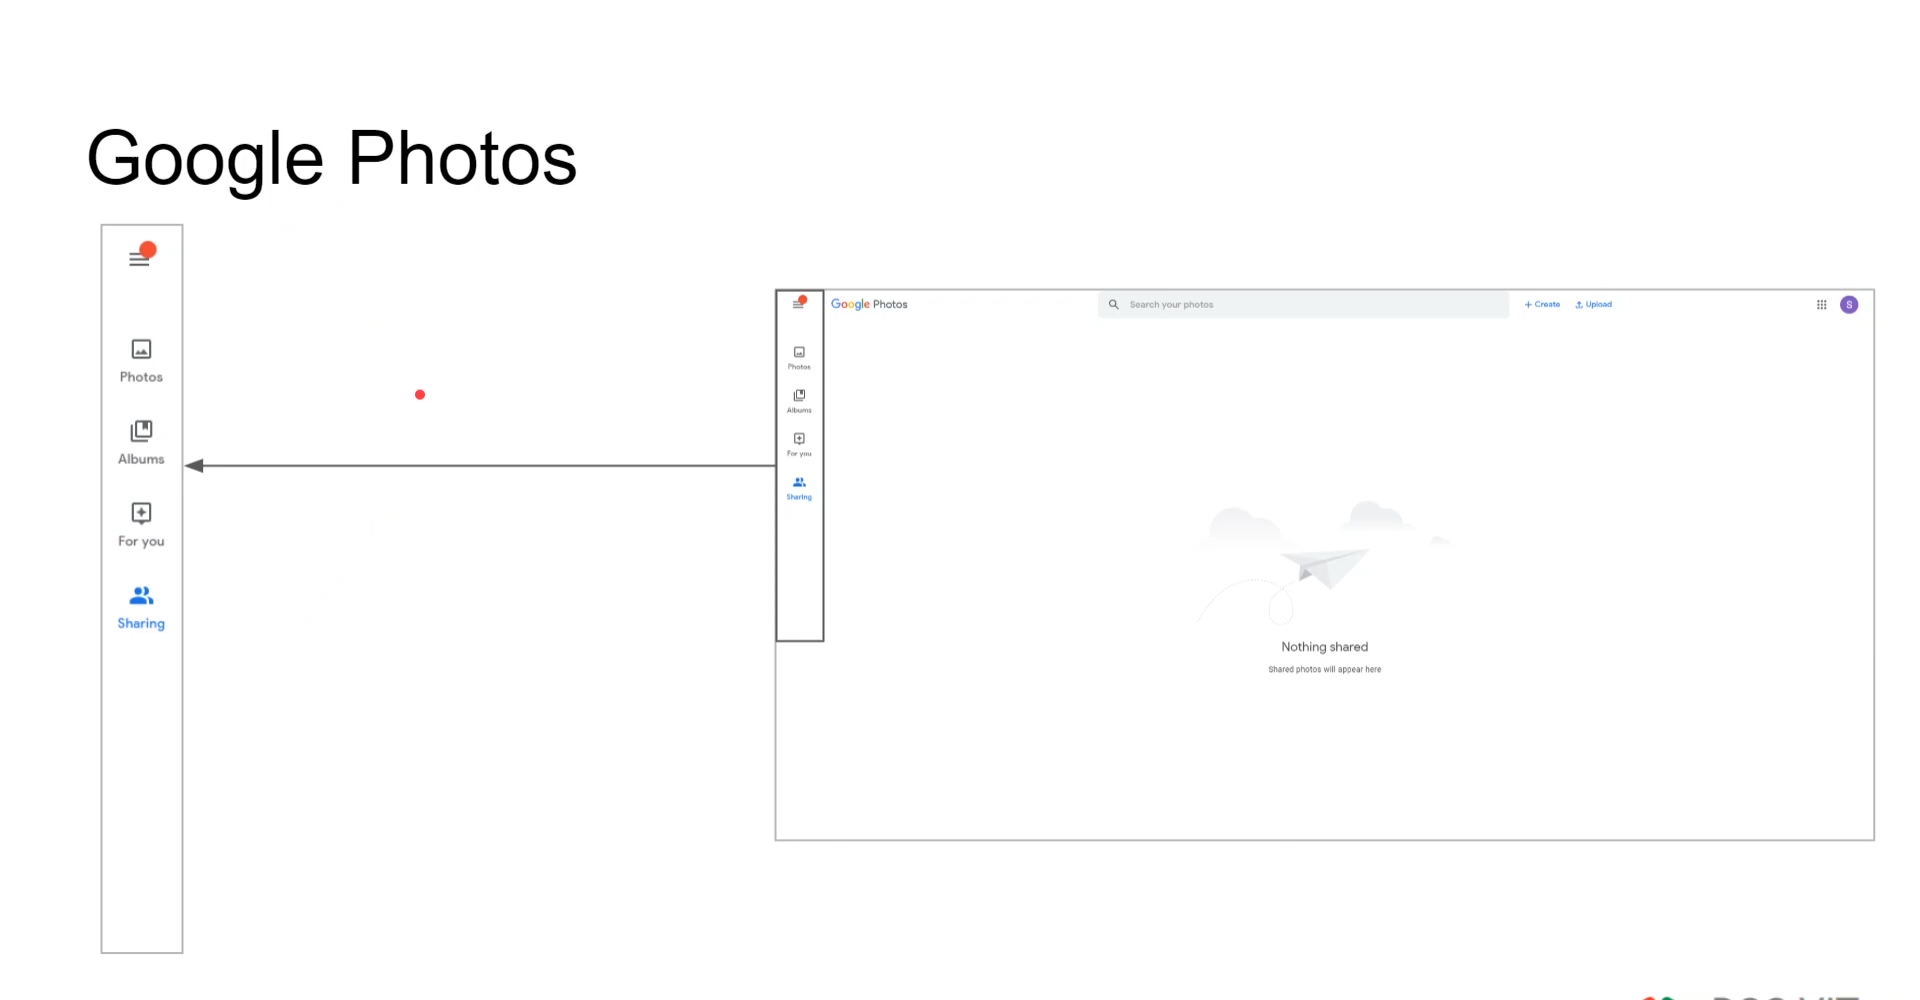 Google Photos
Photos
Albums
For you
Sharing
Google Photos
Search your photos
+ Create
Upload
S
Photos
Albums
For you
Sharing
Nothing shared
Shared photos will appear here